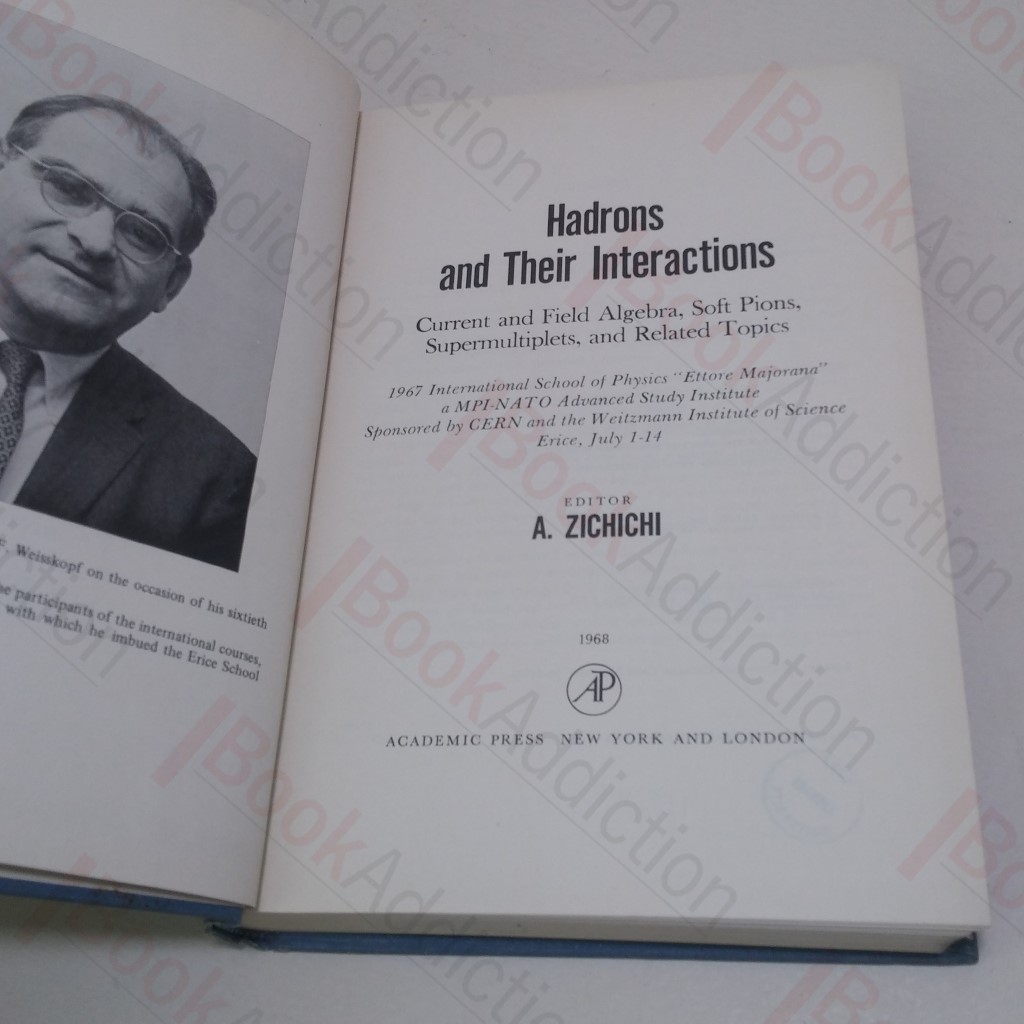 Weisskopf on the occasion of his sixtieth
participants of the international courses,
with which he imbued the Erice School
Hadrons
and Their Interactions
Current and Field Algebra, Soft Pions,
Supermultiplets, and Related Topics
1967 International School of Physics "Ettore Majorana"
a MPI-NATO Advanced Study Institute
Sponsored by CERN and the Weitzmann Institute of Science
Erice, July 1-14
EDITOR
A. ZICHICHI
1968
AP
ACADEMIC PRESS NEW YORK AND LONDON
BookAddiction